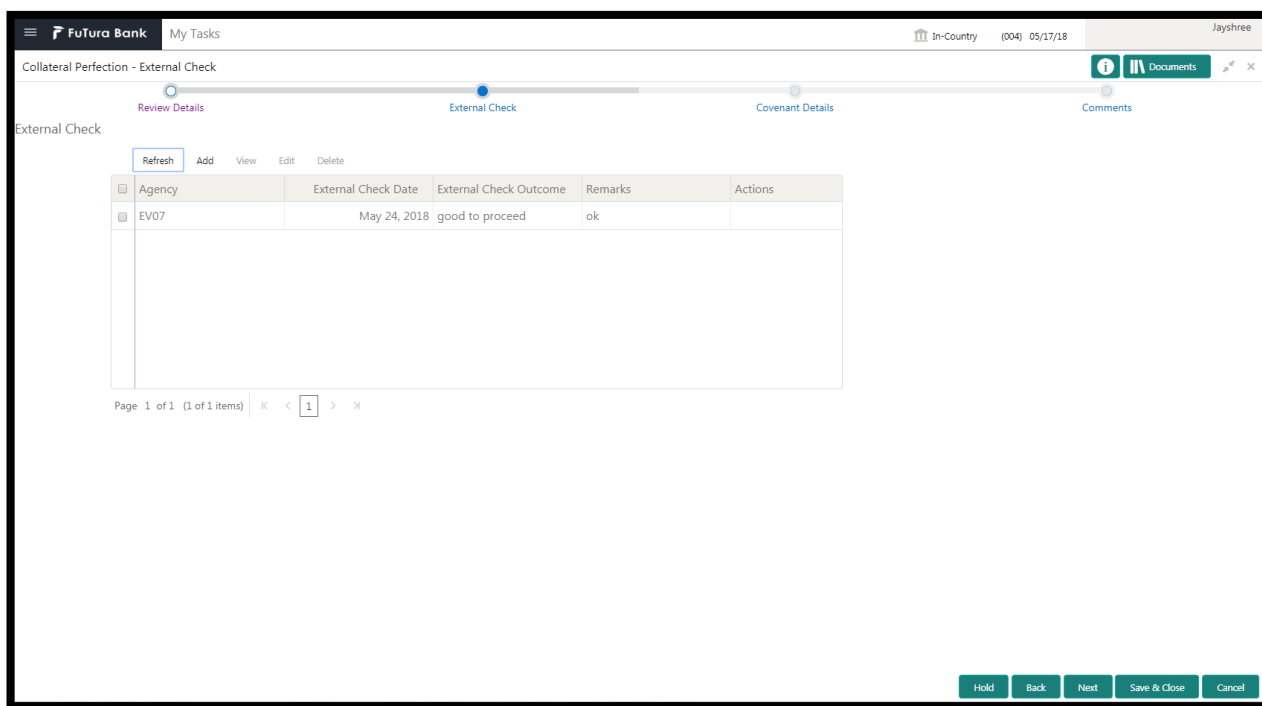 FuTura Bank My Tasks In-Country (004) 05/17/18 Jayshree
Collateral Perfection - External Check i Documents
Review Details External Check Covenant Details Comments
External Check
Refresh Add View Edit Delete
Agency External Check Date External Check Outcome Remarks Actions
EV07 May 24, 2018 good to proceed ok
Page 1 of 1 (1 of 1 items) K < 1 > >|
Hold Back Next Save & Close Cancel